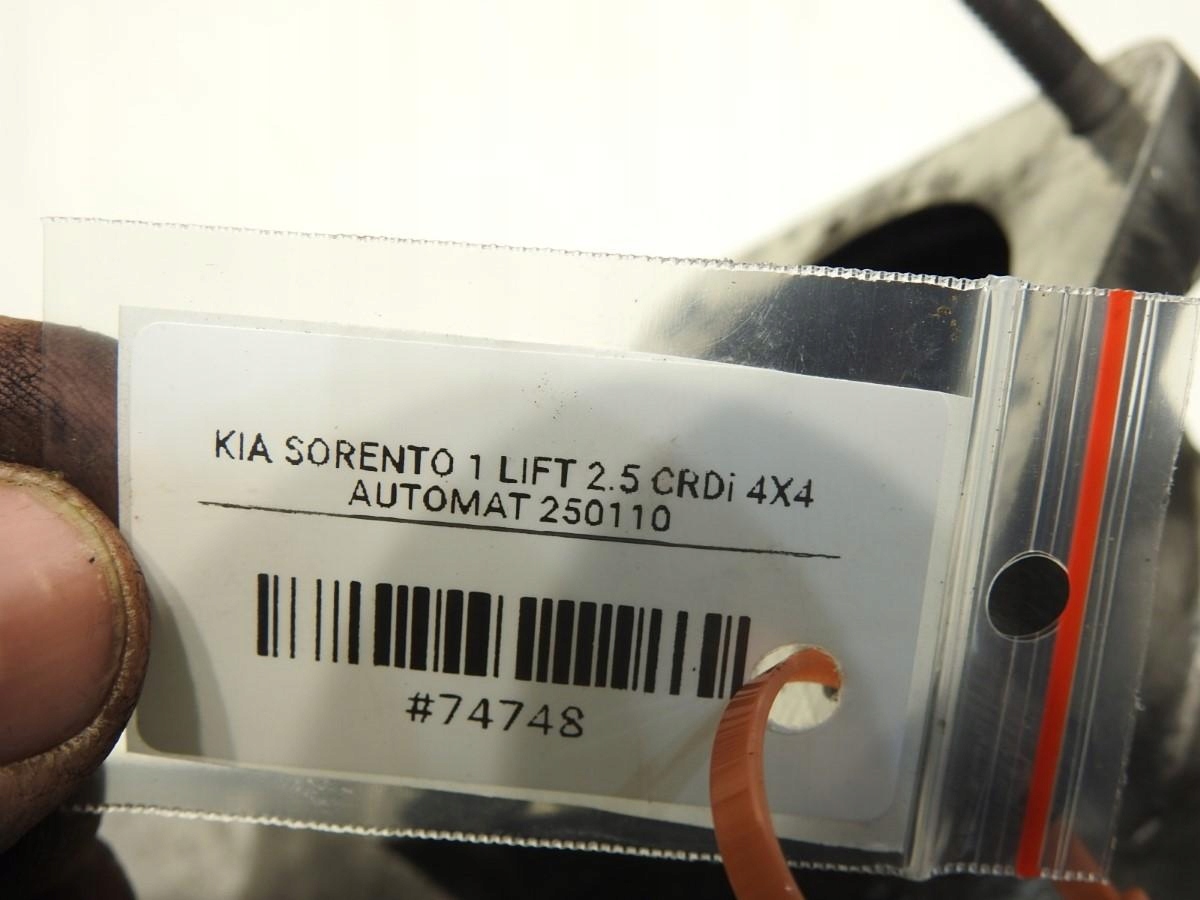 KIA SORENTO 1 LIFT 2.5 CRDi 4X4
AUTOMAT 250110
#74748